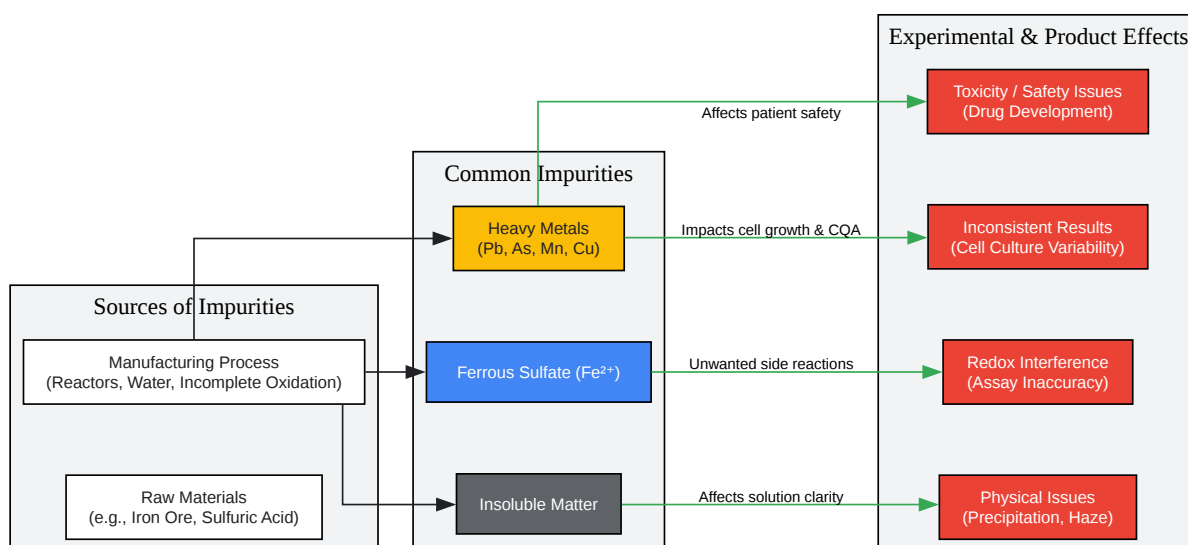 Experimental & Product Effects
Toxicity / Safety Issues
(Drug Development)
Affects patient safety
Common Impurities
Heavy Metals
(Pb, As, Mn, Cu)
Impacts cell growth & CQA
Inconsistent Results
(Cell Culture Variability)
Sources of Impurities
Manufacturing Process
(Reactors, Water, Incomplete Oxidation)
Ferrous Sulfate (Fe²⁺)
Unwanted side reactions
Redox Interference
(Assay Inaccuracy)
Raw Materials
(e.g., Iron Ore, Sulfuric Acid)
Insoluble Matter
Affects solution clarity
Physical Issues
(Precipitation, Haze)